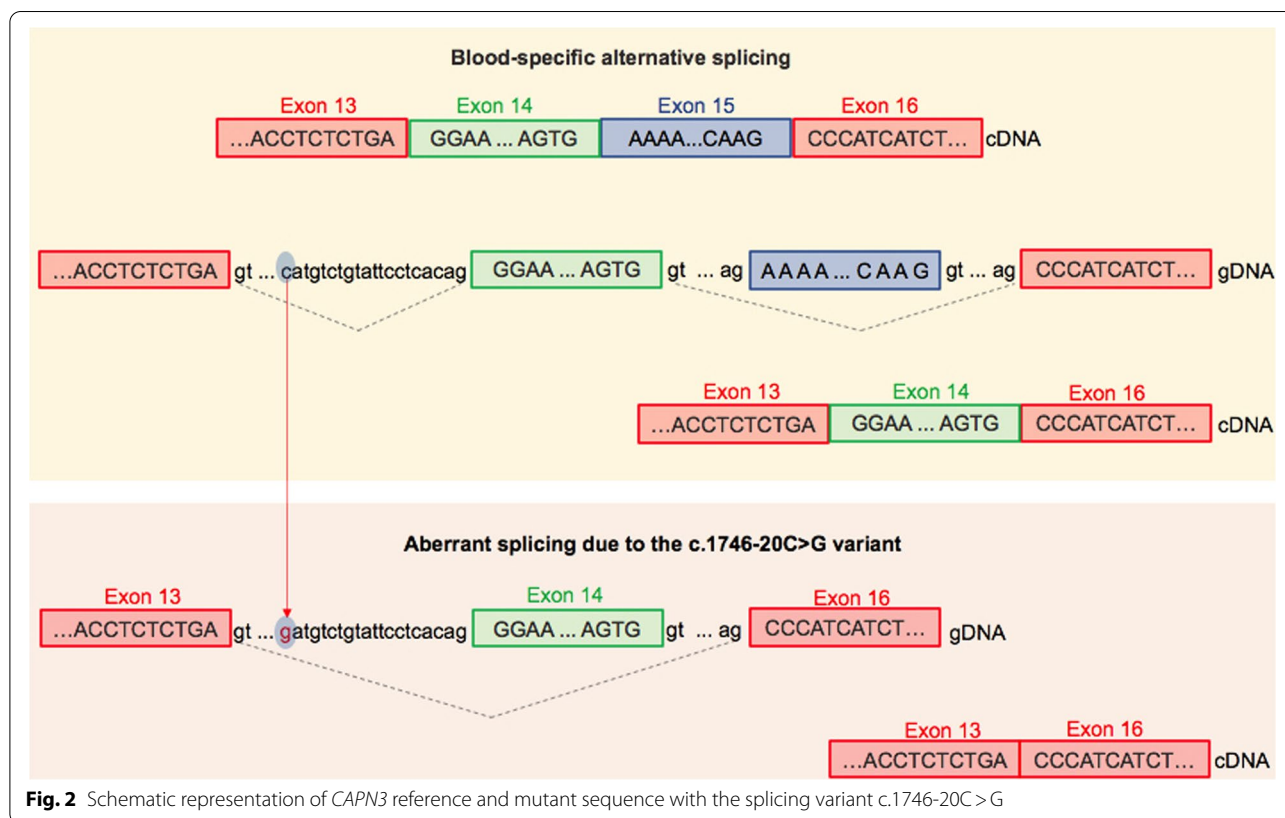 Blood-specific alternative splicing
Exon 13 Exon 14 Exon 15 Exon 16
...ACCTCTCTGA GGAA ... AGTG AAAA...CAAG CCCATCATCT... cDNA
...ACCTCTCTGA gt ... catgtctgtattcctcacag GGAA ... AGTG gt ... ag AAAA ... CAAG gt ... ag CCCATCATCT... gDNA
Exon 13 Exon 14 Exon 16
...ACCTCTCTGA GGAA ... AGTG CCCATCATCT... cDNA
Aberrant splicing due to the c.1746-20C>G variant
Exon 13 Exon 14 Exon 16
...ACCTCTCTGA gt ... gatgtctgtattcctcacag GGAA ... AGTG gt ... ag CCCATCATCT... gDNA
Exon 13 Exon 16
...ACCTCTCTGA CCCATCATCT... cDNA
Fig. 2 Schematic representation of CAPN3 reference and mutant sequence with the splicing variant c.1746-20C > G